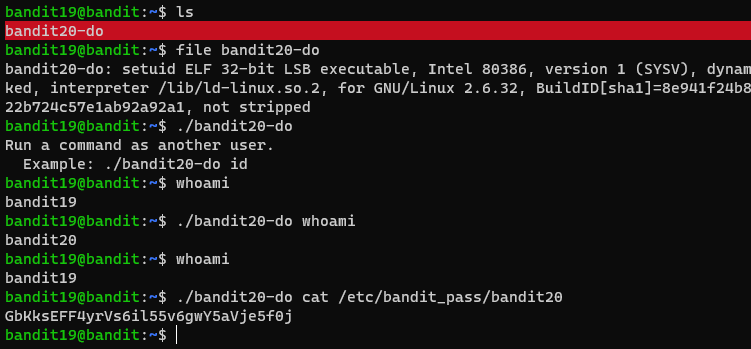 bandit19@bandit:~$ ls
bandit20-do
bandit19@bandit:~$ file bandit20-do
bandit20-do: setuid ELF 32-bit LSB executable, Intel 80386, version 1 (SYSV), dynam
ked, interpreter /lib/ld-linux.so.2, for GNU/Linux 2.6.32, BuildID[sha1]=8e941f24b8
22b724c57e1ab92a92a1, not stripped
bandit19@bandit:~$ ./bandit20-do
Run a command as another user.
  Example: ./bandit20-do id
bandit19@bandit:~$ whoami
bandit19
bandit19@bandit:~$ ./bandit20-do whoami
bandit20
bandit19@bandit:~$ whoami
bandit19
bandit19@bandit:~$ ./bandit20-do cat /etc/bandit_pass/bandit20
GbKksEFF4yrVs6il55v6gwY5aVje5f0j
bandit19@bandit:~$